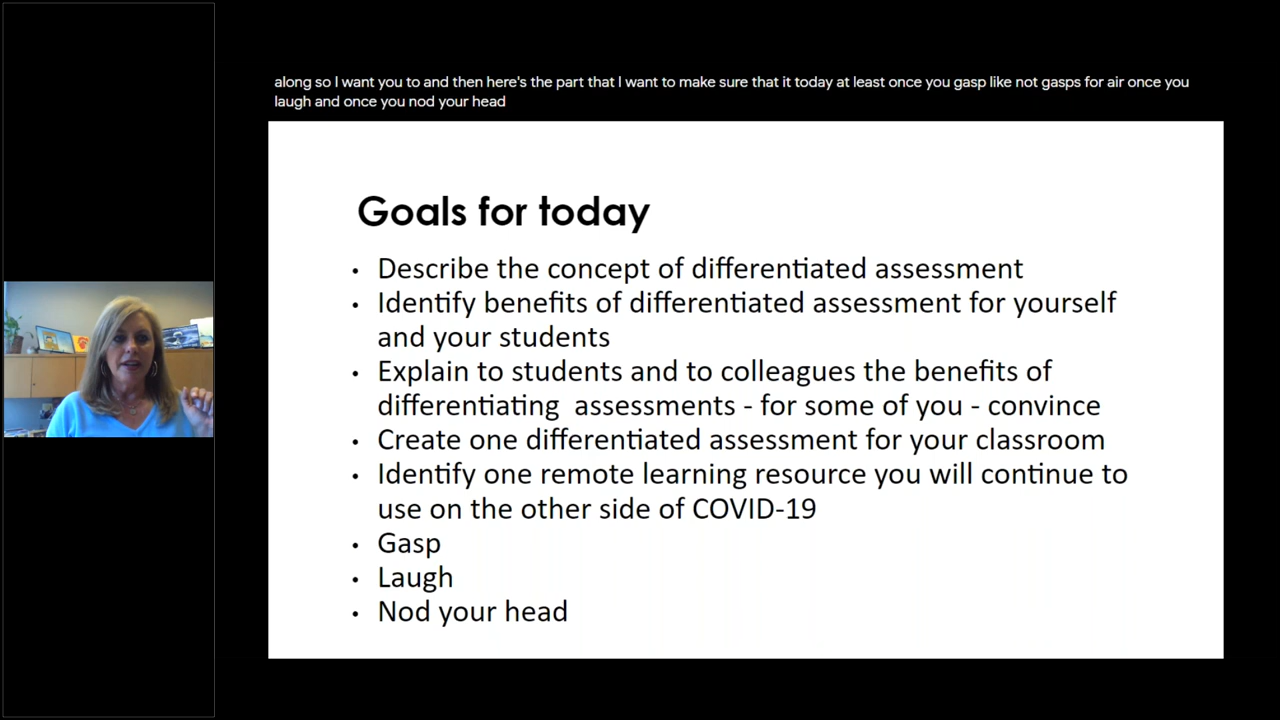 along so I want you to and then here's the part that I want to make sure that it today at least once you gasp like not gasps for air once you
laugh and once you nod your head
Goals for today
• Describe the concept of differentiated assessment
• Identify benefits of differentiated assessment for yourself
and your students
• Explain to students and to colleagues the benefits of
differentiating  assessments - for some of you - convince
• Create one differentiated assessment for your classroom
• Identify one remote learning resource you will continue to
use on the other side of COVID-19
• Gasp
• Laugh
• Nod your head